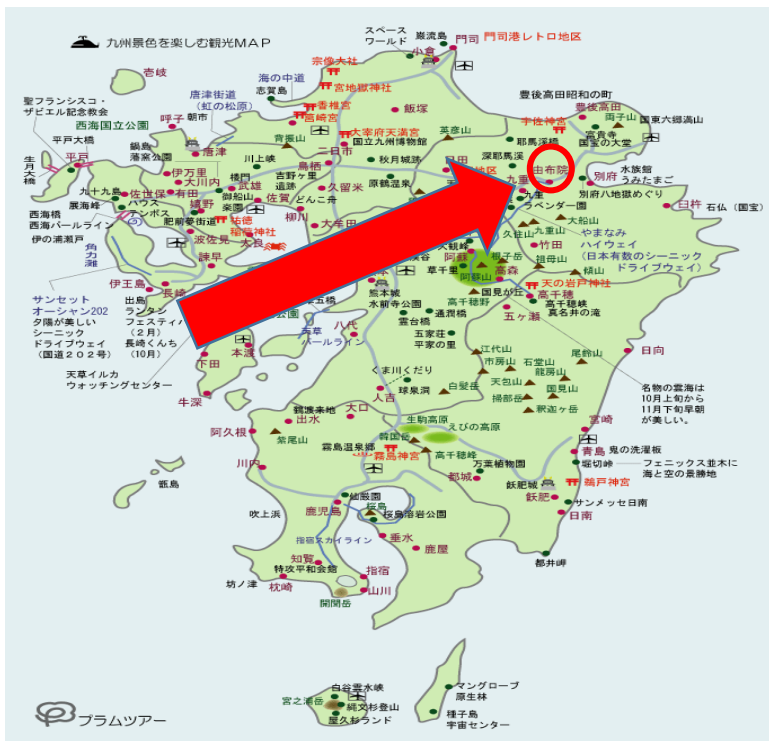 九州景色を楽しむ観光MAP
スペース
ワールド
巌流島
門司
門司港レトロ地区
小倉
宗像大社
壱岐
海の中道
志賀島
宮地嶽神社
唐津街道
(虹の松原)
香椎宮
筥崎宮
飯塚
豊後高田昭和の町
聖フランシスコ・
ザビエル記念教会
西海国立公園
呼子
朝市
宇佐神宮
豊後高田
両子山
国東六郷満山
富貴寺
国宝の大堂
平戸大橋
鍋島
藩窯公園
唐津
背振山
大宰府天満宮
国立九州博物館
英彦山
耶馬溪橋
二日市
生月大橋
平戸
川上峡
鳥栖
秋月城跡
日田
深耶馬溪
由布院
水族館
うみたまご
伊万里
大川内
楼門
吉野ヶ里
遺跡
原鶴温泉
地区
九重
別府
別府八地獄めぐり
九十九島
佐世保
有田
武雄
御船山
楽園
佐賀
久留米
九重
ラベンダー園
臼杵
石仏(国宝)
展海峰
ハウス
テンボス
嬉野
どんこ舟
柳川
大船山
西海橋
西海パールライン
肥前夢街道
祐徳
稲荷神社
大牟田
久住山
九重山
竹田
やまなみ
ハイウェイ
(日本有数のシーニック
ドライブウェイ)
伊の浦瀬戸
波佐見
太良
大観峰
阿蘇
根子岳
祖母山
角力灘
諫早
草千里
阿蘇山
高森
傾山
伊王島
長崎
熊本城
水前寺公園
国見が丘
天の岩戸神社
高千穂
サンセット
オーシャン202
夕陽が美しい
シーニック
ドライブウェイ
(国道202号)
出島
ランタン
フェスティバ
(2月)
長崎くんち
(10月)
五橋
公園
高千穂野
高千穂峡
真名井の滝
天草
パールライン
八代
霊台橋
通潤橋
五ヶ瀬
五家荘
平家の里
日向
本渡
下田
天草イルカ
ウォッチングセンター
くま川くだり
球泉洞
江代山
市房山
石堂山
尾鈴山
龍房山
天包山
国見山
名物の雲海は
10月上旬から
11月下旬早朝
が美しい。
牛深
人吉
白髪岳
掃部岳
釈迦ヶ岳
鶴渡来地
大口
出水
生駒高原
阿久根
紫尾山
韓国岳
えびの高原
宮崎
霧島温泉郷
霧島神宮
高千穂峰
青島
鬼の洗濯板
川内
万葉植物園
堀切峠
フェニックス並木に
海と空の景勝地
都城
飫肥城
鵜戸神宮
甑島
仙巌園
飫肥
サンメッセ日南
吹上浜
鹿児島
桜島
桜島溶岩公園
日南
指宿スカイライン
垂水
鹿屋
都井岬
知覧
特攻平和会館
坊ノ津
枕崎
指宿
山川
開聞岳
白谷雲水峡
宮之浦岳
縄文杉登山
屋久杉ランド
マングローブ
原生林
種子島
宇宙センター
プラムツアー